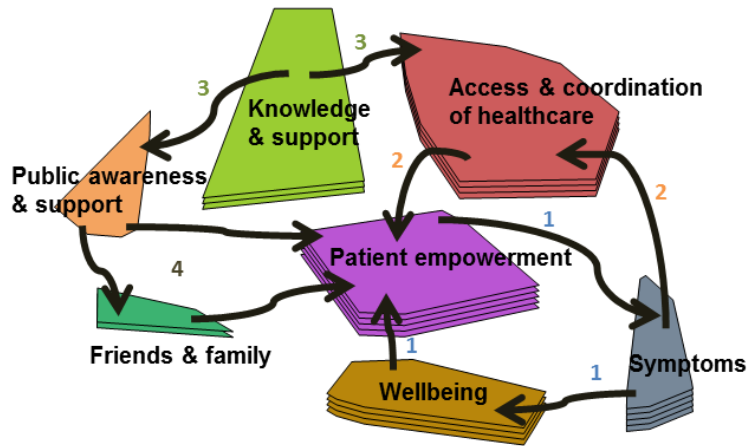 3
3
Knowledge
& support
Access & coordination
of healthcare
2
2
Public awareness
& support
1
Patient empowerment
4
Friends & family
1
Wellbeing
1
Symptoms